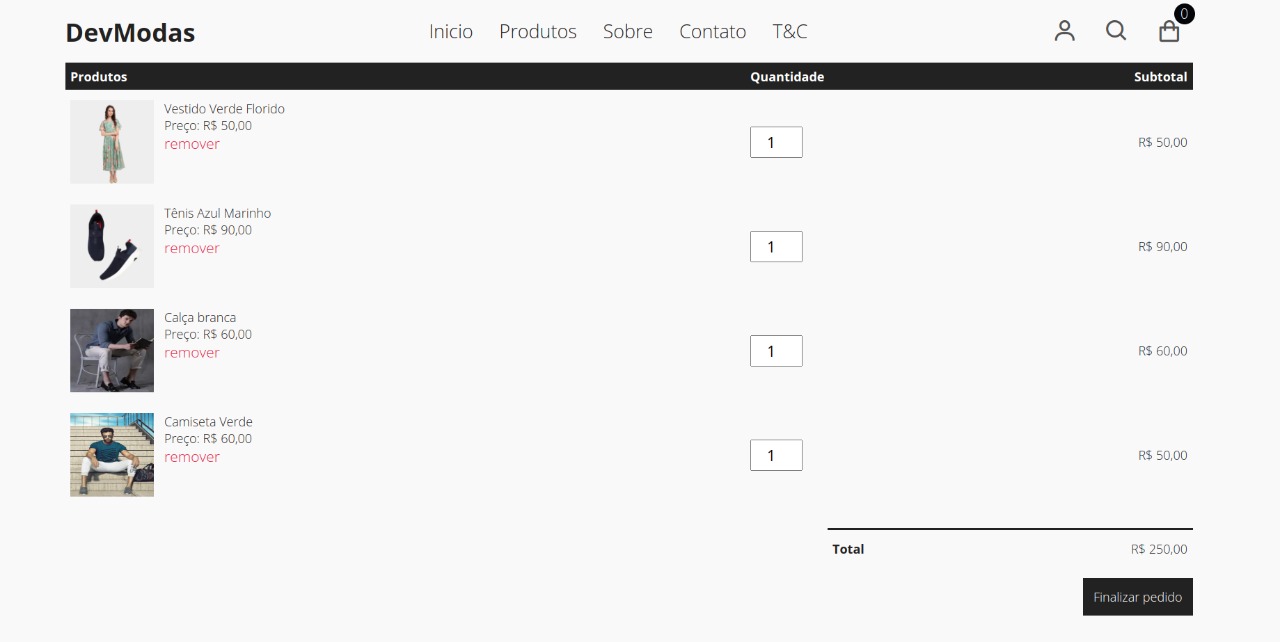 DevModas Inicio Produtos Sobre Contato T&C 0
Produtos Quantidade Subtotal
Vestido Verde Florido
Preço: R$ 50,00
remover
1 R$ 50,00
Tênis Azul Marinho
Preço: R$ 90,00
remover
1 R$ 90,00
Calça branca
Preço: R$ 60,00
remover
1 R$ 60,00
Camiseta Verde
Preço: R$ 60,00
remover
1 R$ 50,00
Total R$ 250,00
Finalizar pedido